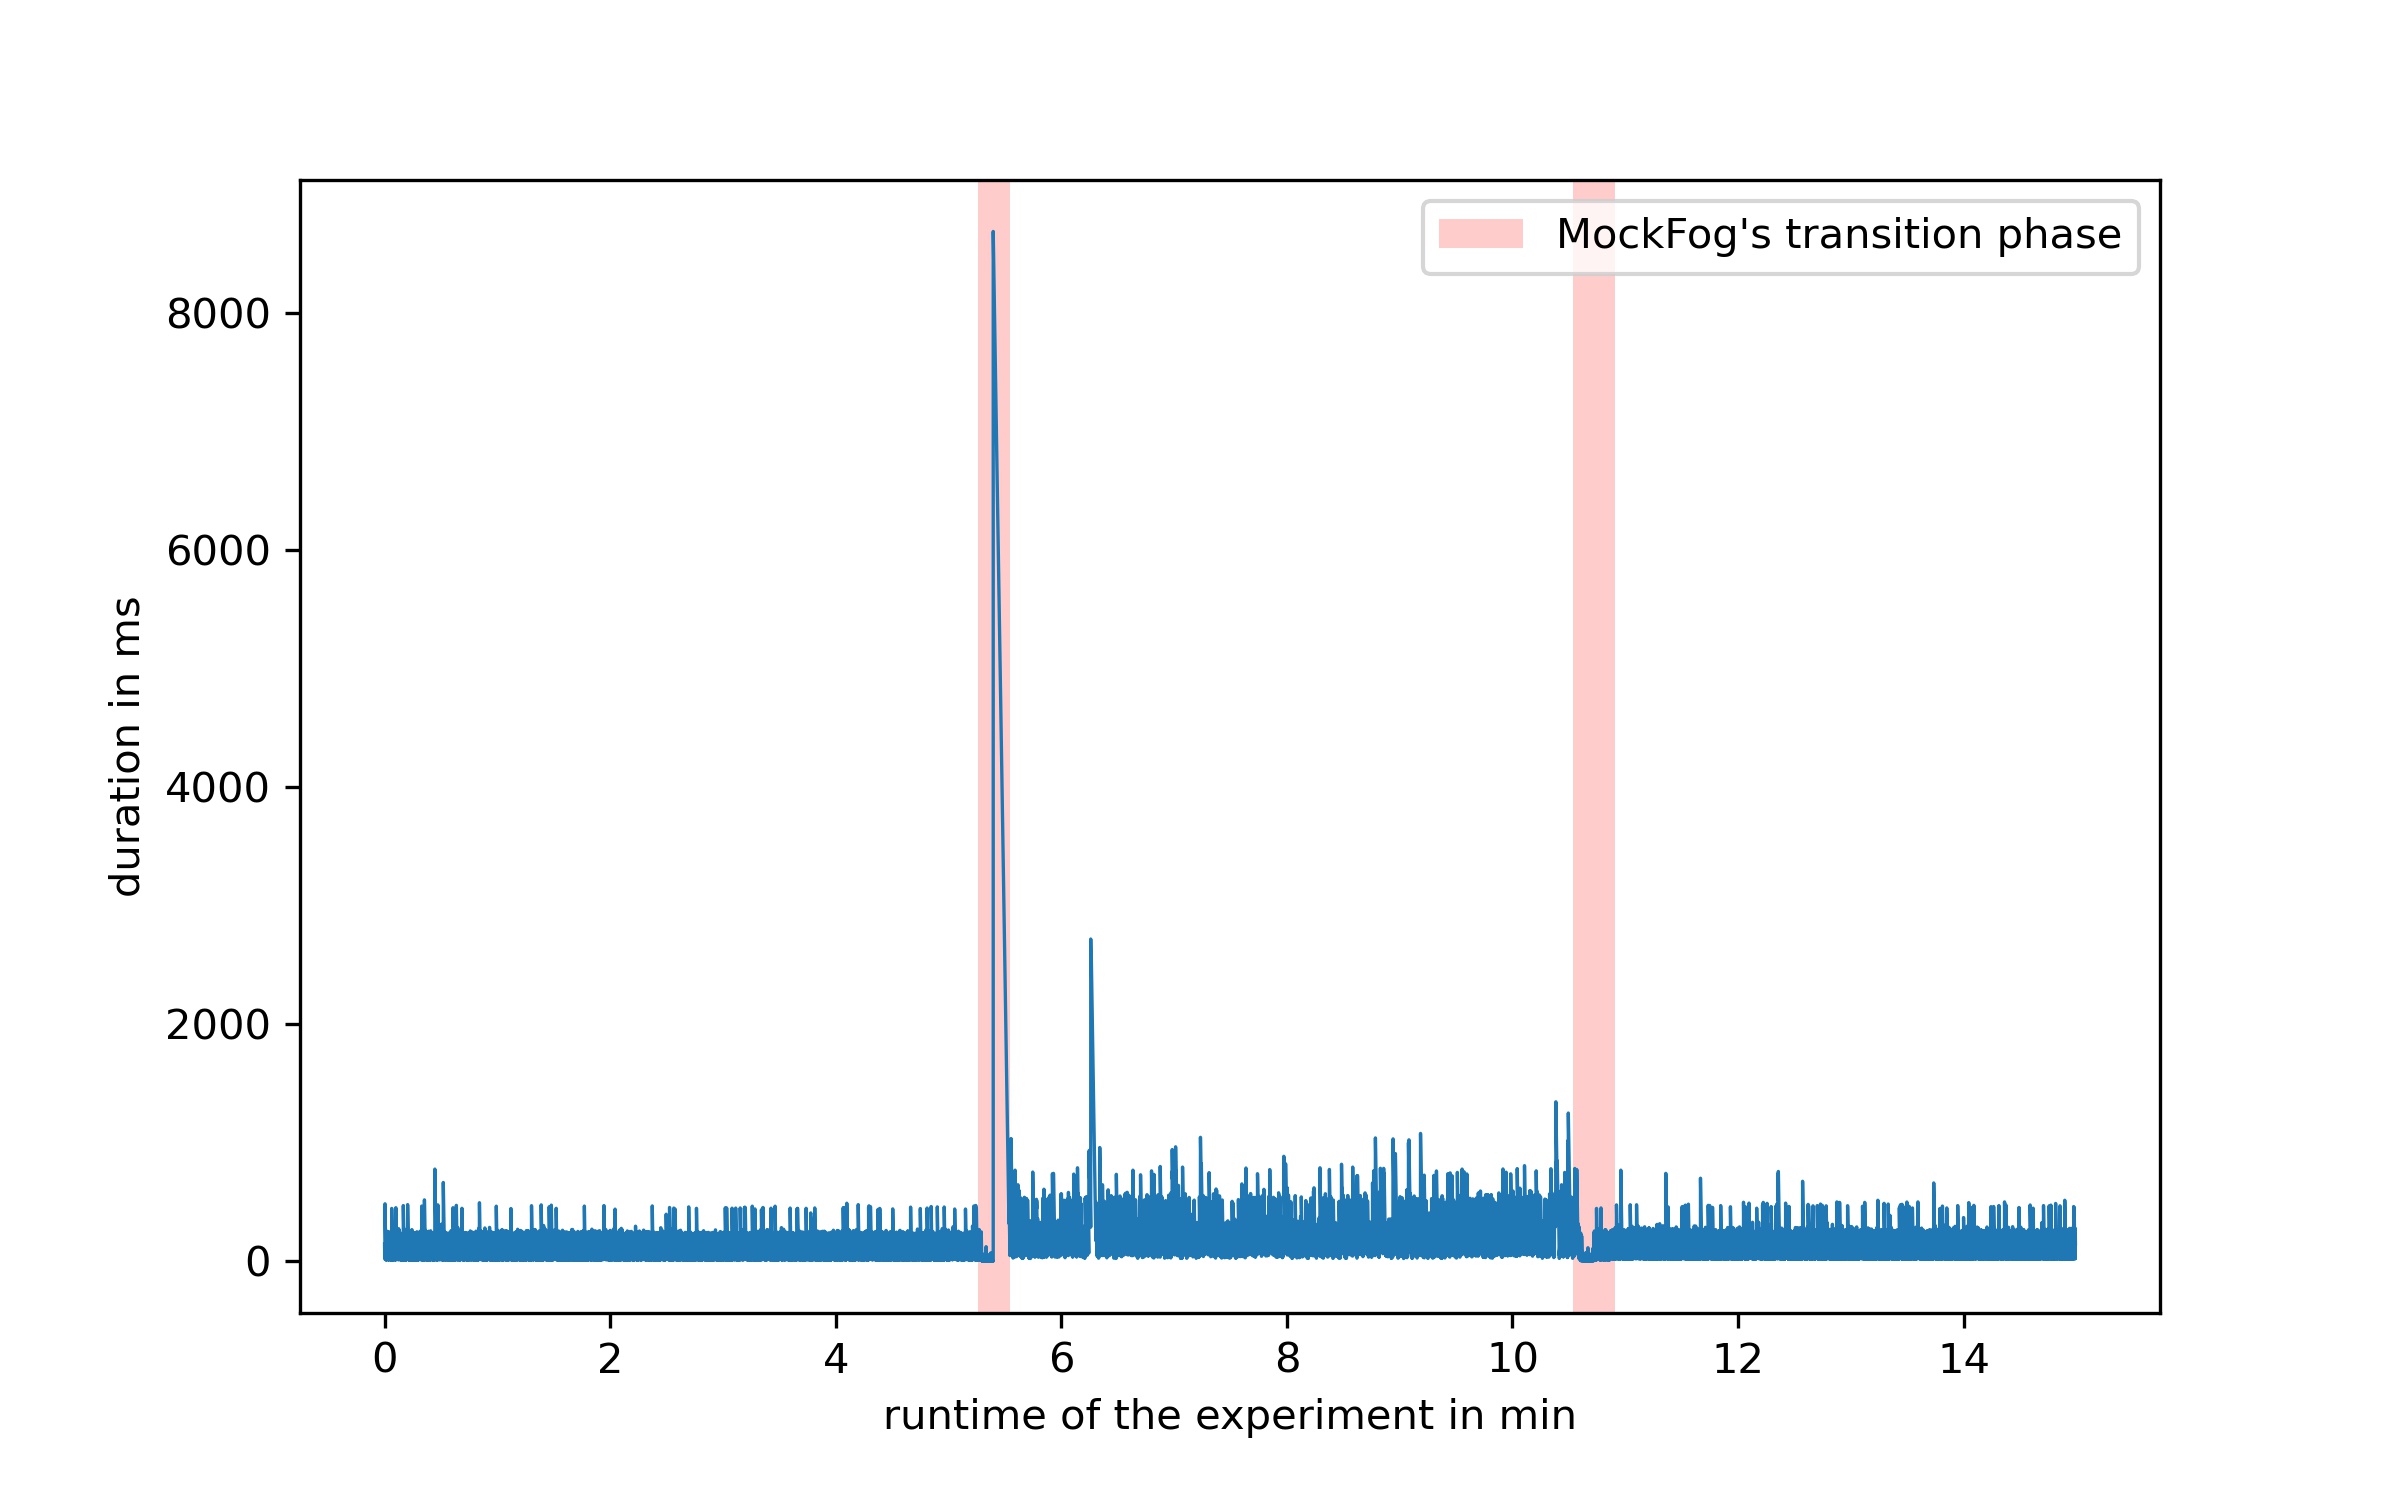 MockFog's transition phase
8000
6000
4000
2000
0
duration in ms
0 2 4 6 8 10 12 14
runtime of the experiment in min